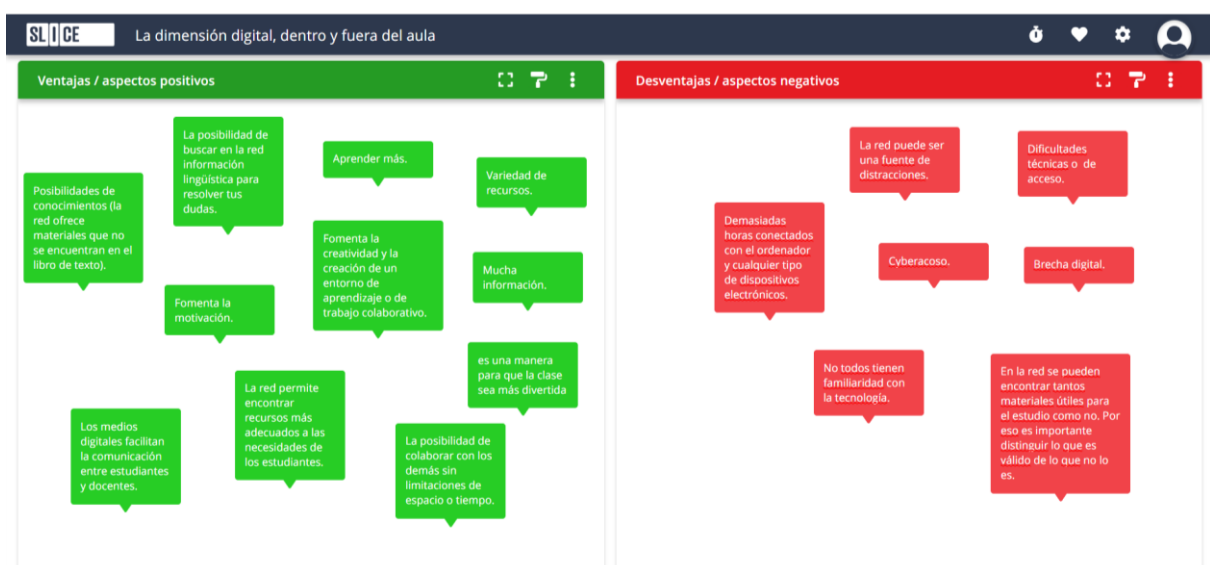 SLICE
La dimensión digital, dentro y fuera del aula
Ventajas / aspectos positivos
Posibilidades de
conocimientos (la
red ofrece
materiales que no
se encuentran en el
libro de texto).
La posibilidad de
buscar en la red
información
lingüística para
resolver tus
dudas.
Aprender más.
Variedad de
recursos.
Fomenta la
creatividad y la
creación de un
entorno de
aprendizaje o de
trabajo colaborativo.
Mucha
información.
Fomenta la
motivación.
es una manera
para que la clase
sea más divertida
La red permite
encontrar
recursos más
adecuados a las
necesidades de
los estudiantes.
Los medios
digitales facilitan
la comunicación
entre estudiantes
y docentes.
La posibilidad de
colaborar con los
demás sin
limitaciones de
espacio o tiempo.
Desventajas / aspectos negativos
La red puede ser
una fuente de
distracciones.
Dificultades
técnicas o de
acceso.
Demasiadas
horas conectados
con el ordenador
y cualquier tipo
de dispositivos
electrónicos.
Cyberacoso.
Brecha digital.
No todos tienen
familiaridad con
la tecnología.
En la red se pueden
encontrar tantos
materiales útiles para
el estudio como no. Por
eso es importante
distinguir lo que es
válido de lo que no lo
es.